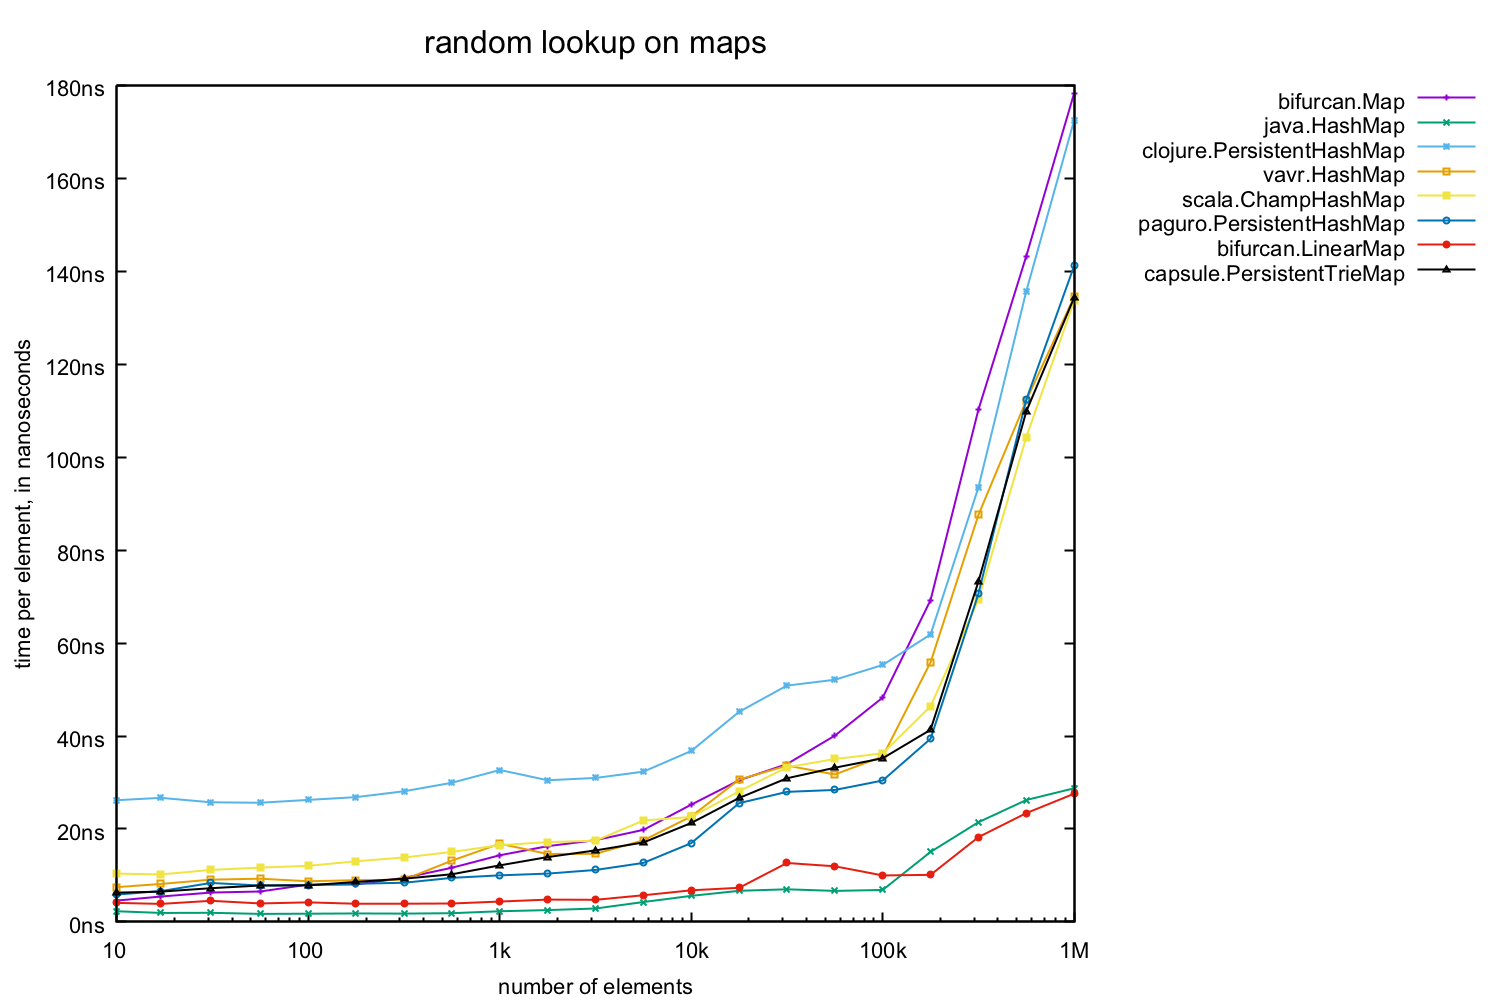 random lookup on maps
180ns
160ns
140ns
120ns
100ns
80ns
60ns
40ns
20ns
0ns
time per element, in nanoseconds
10
100
1k
10k
100k
1M
number of elements
bifurcan.Map
java.HashMap
clojure.PersistentHashMap
vavr.HashMap
scala.ChampHashMap
paguro.PersistentHashMap
bifurcan.LinearMap
capsule.PersistentTrieMap